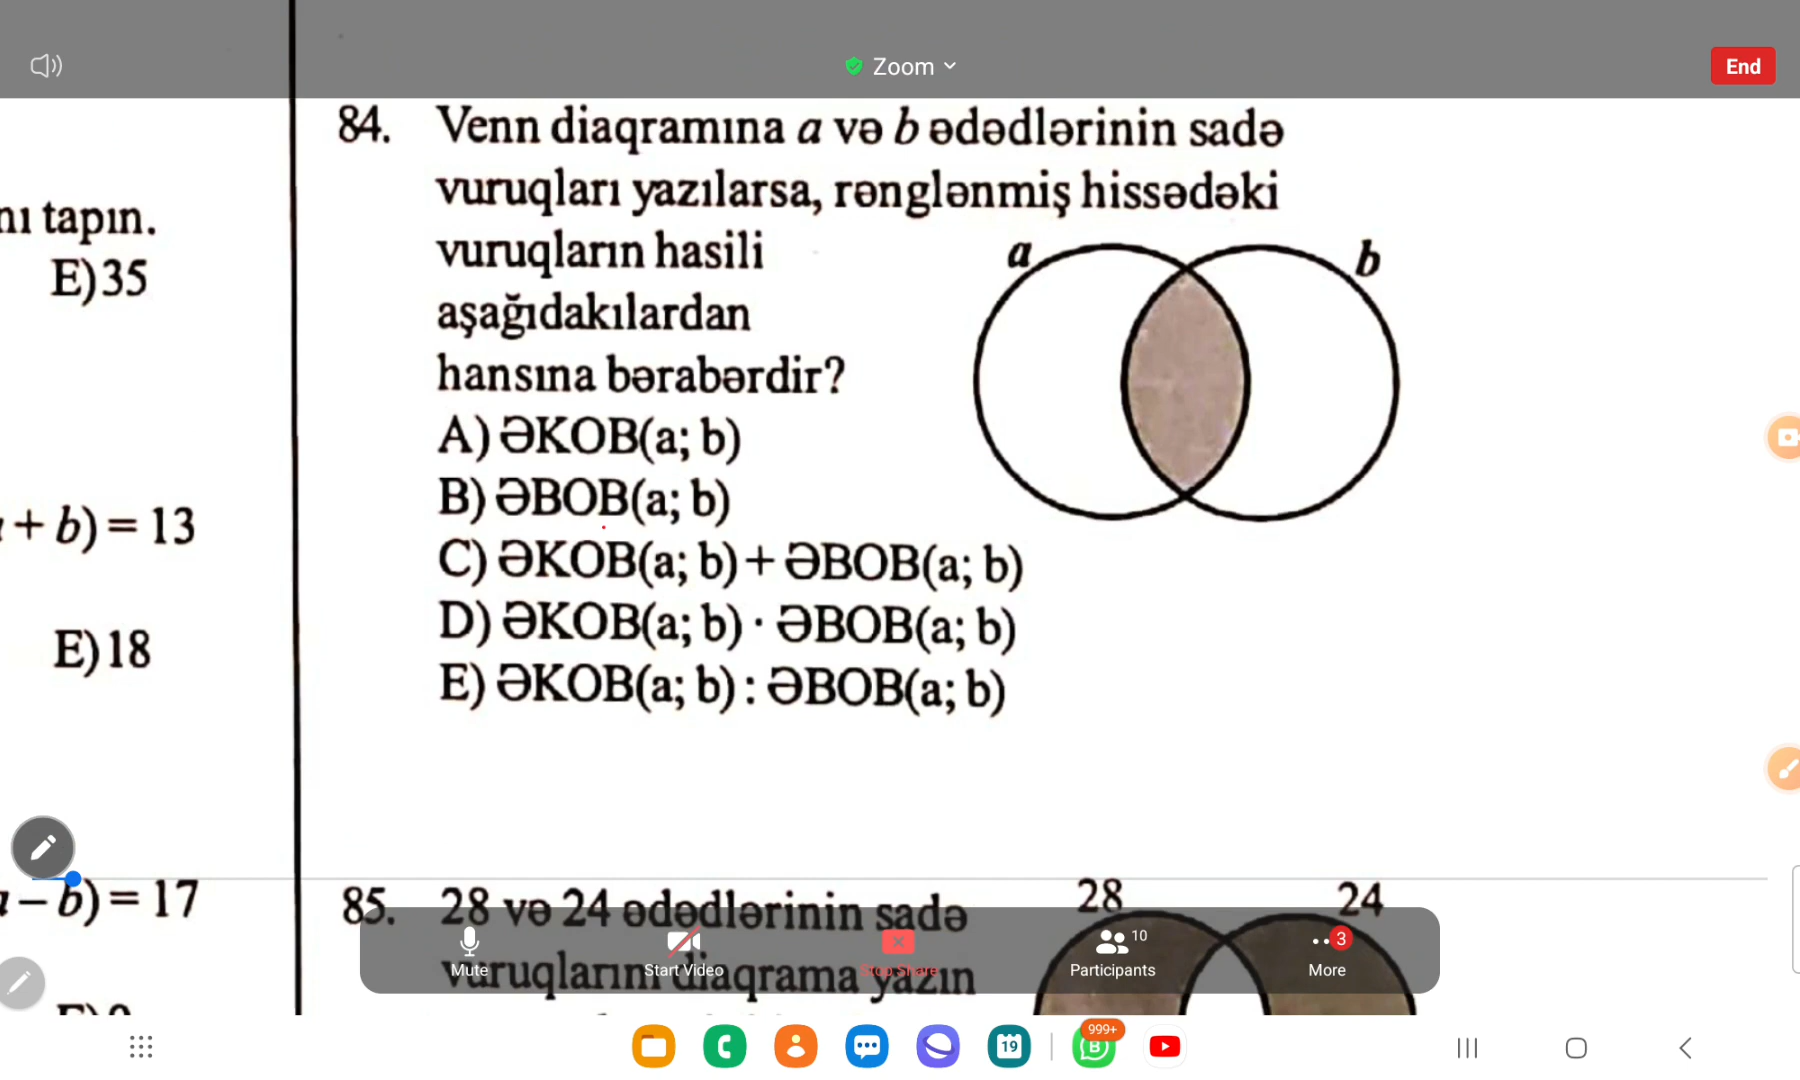 Zoom
End
nı tapın.
E) 35
+ b) = 13
E) 18
– b) = 17
84. Venn diaqramına a və b ədədlərinin sadə
vuruqları yazılarsa, rənglənmiş hissədəki
vuruqların hasili
aşağıdakılardan
hansına bərabərdir?
a
b
A) ƏKOB(a; b)
B) ƏBOB(a; b)
C) ƏKOB(a; b) + ƏBOB(a; b)
D) ƏKOB(a; b) · ƏBOB(a; b)
E) ƏKOB(a; b) : ƏBOB(a; b)
85. 28 və 24 ədədlərinin sadə
vuruqlarını diaqrama yazın
28
24
Mute
Start Video
Stop Share
10
Participants
3
More
19
999+
B